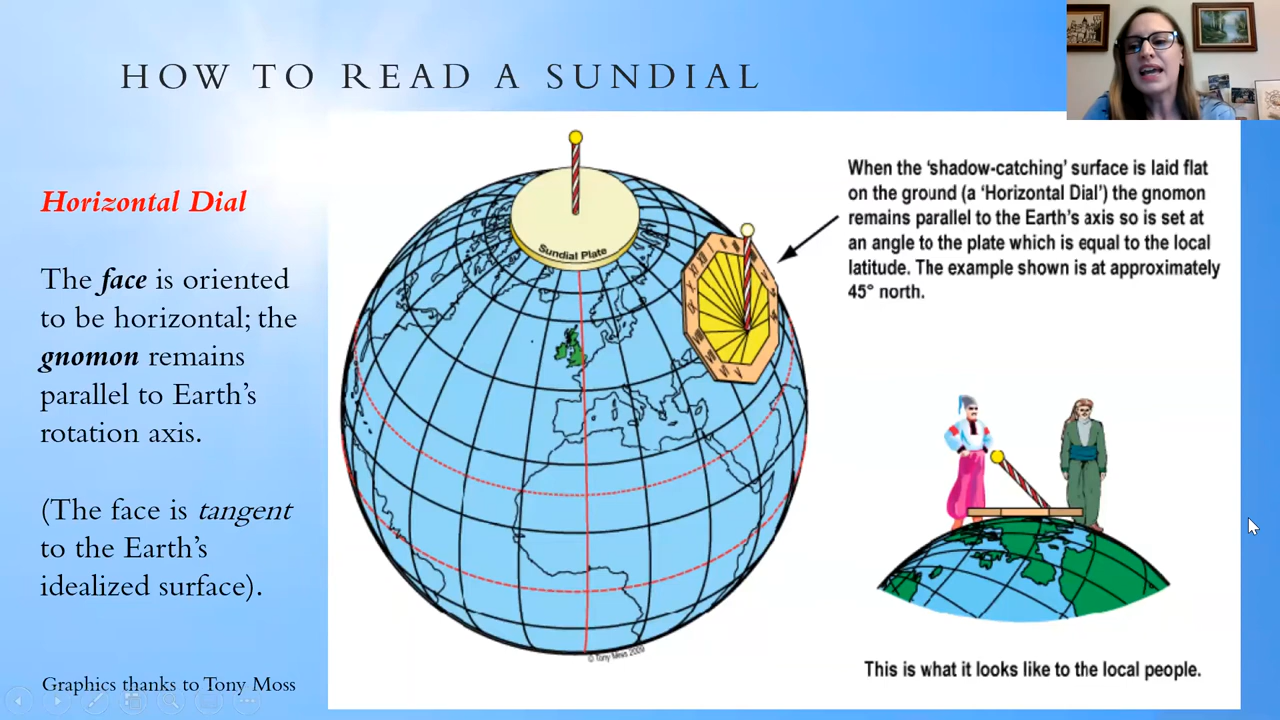 HOW TO READ A SUNDIAL
Horizontal Dial
The face is oriented
to be horizontal; the
gnomon remains
parallel to Earth's
rotation axis.
(The face is tangent
to the Earth's
idealized surface).
Graphics thanks to Tony Moss
Sundial Plate
When the 'shadow-catching' surface is laid flat
on the ground (a 'Horizontal Dial') the gnomon
remains parallel to the Earth's axis so is set at
an angle to the plate which is equal to the local
latitude. The example shown is at approximately
45° north.
This is what it looks like to the local people.
© Tony Moss 2009